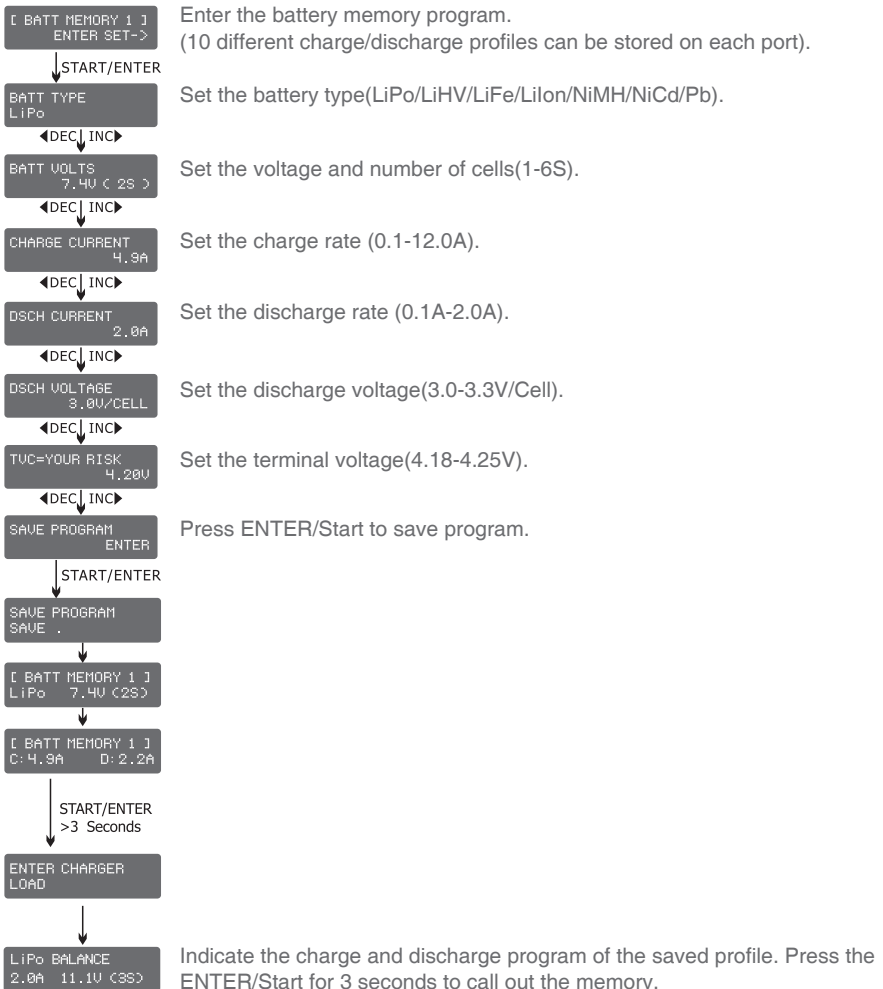 [ BATT MEMORY 1 ]
ENTER SET->
Enter the battery memory program.
(10 different charge/discharge profiles can be stored on each port).
START/ENTER
BATT TYPE
LiPo
Set the battery type(LiPo/LiHV/LiFe/LiIon/NiMH/NiCd/Pb).
◀DEC INC▶
BATT VOLTS
7.4V ( 2S )
Set the voltage and number of cells(1-6S).
◀DEC INC▶
CHARGE CURRENT
4.9A
Set the charge rate (0.1-12.0A).
◀DEC INC▶
DSCH CURRENT
2.0A
Set the discharge rate (0.1A-2.0A).
◀DEC INC▶
DSCH VOLTAGE
3.0V/CELL
Set the discharge voltage(3.0-3.3V/Cell).
◀DEC INC▶
TVC=YOUR RISK
4.20V
Set the terminal voltage(4.18-4.25V).
◀DEC INC▶
SAVE PROGRAM
ENTER
Press ENTER/Start to save program.
START/ENTER
SAVE PROGRAM
SAVE .
[ BATT MEMORY 1 ]
LiPo 7.4V (2S)
[ BATT MEMORY 1 ]
C:4.9A D:2.2A
START/ENTER
>3 Seconds
ENTER CHARGER
LOAD
LiPo BALANCE
2.0A 11.1V (3S)
Indicate the charge and discharge program of the saved profile. Press the
ENTER/Start for 3 seconds to call out the memory.